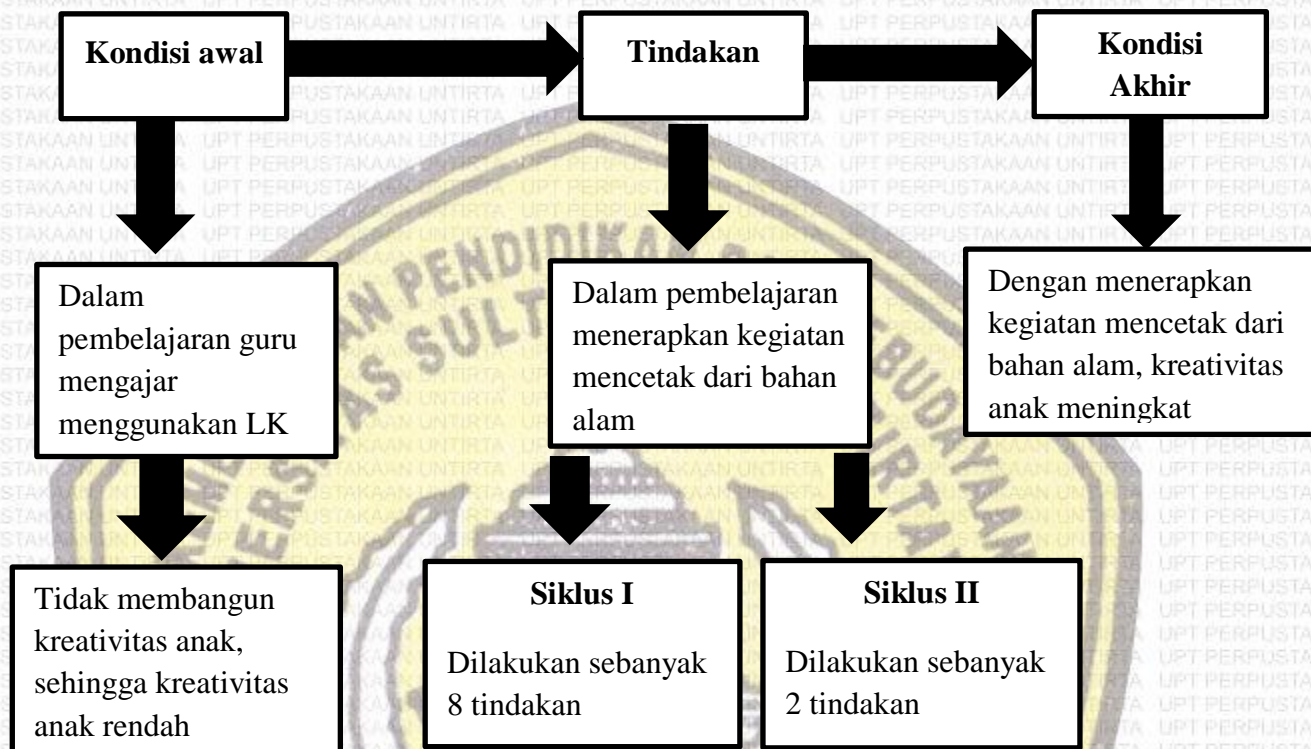 Kondisi awal
Tindakan
Kondisi
Akhir
Dalam
pembelajaran guru
mengajar
menggunakan LK
Dalam pembelajaran
menerapkan kegiatan
mencetak dari bahan
alam
Dengan menerapkan
kegiatan mencetak dari
bahan alam, kreativitas
anak meningkat
Tidak membangun
kreativitas anak,
sehingga kreativitas
anak rendah
Siklus I
Dilakukan sebanyak
8 tindakan
Siklus II
Dilakukan sebanyak
2 tindakan